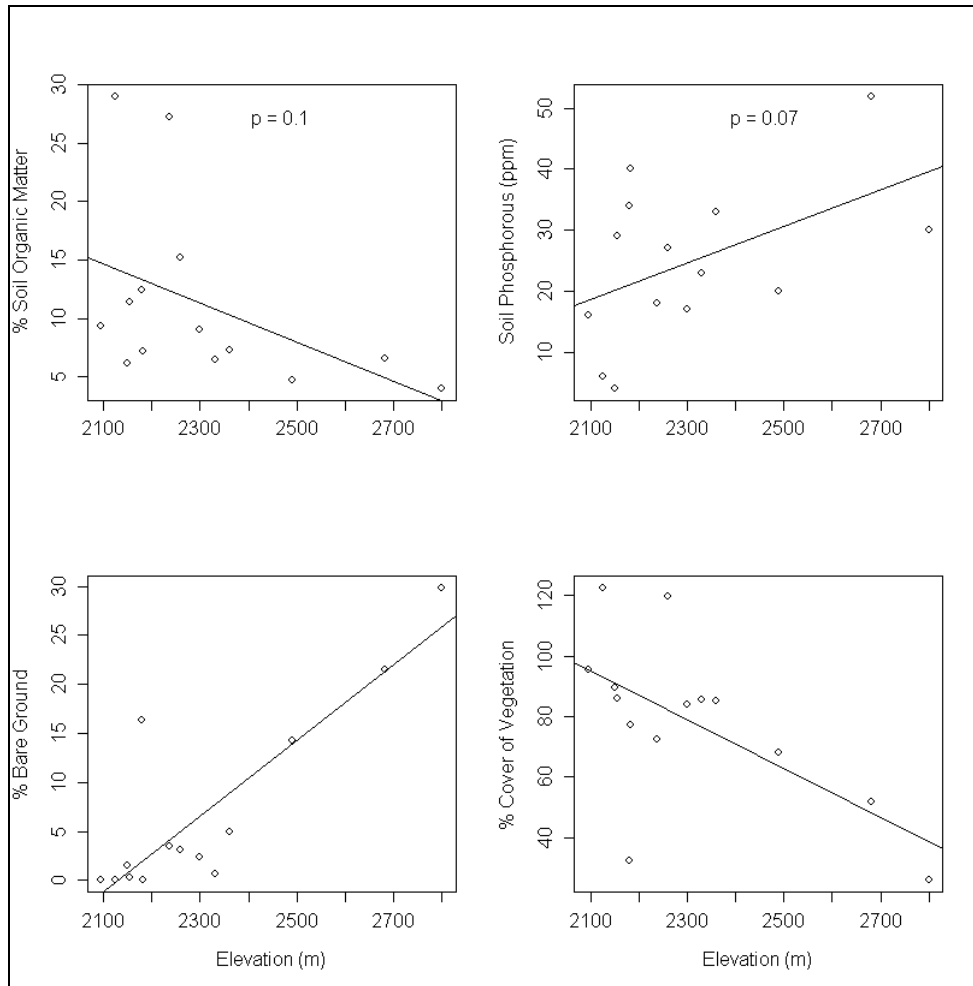 % Soil Organic Matter
30
25
20
15
10
5
p = 0.1
2100 2300 2500 2700
Soil Phosphorous (ppm)
50
40
30
20
10
p = 0.07
2100 2300 2500 2700
% Bare Ground
30
25
20
15
10
5
0
2100 2300 2500 2700
Elevation (m)
% Cover of Vegetation
120
100
80
60
40
2100 2300 2500 2700
Elevation (m)